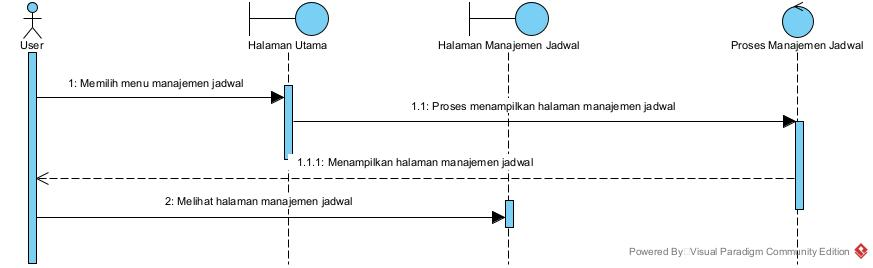 User
Halaman Utama
Halaman Manajemen Jadwal
Proses Manajemen Jadwal
1: Memilih menu manajemen jadwal
1.1: Proses menampilkan halaman manajemen jadwal
1.1.1: Menampilkan halaman manajemen jadwal
2: Melihat halaman manajemen jadwal
Powered By Visual Paradigm Community Edition